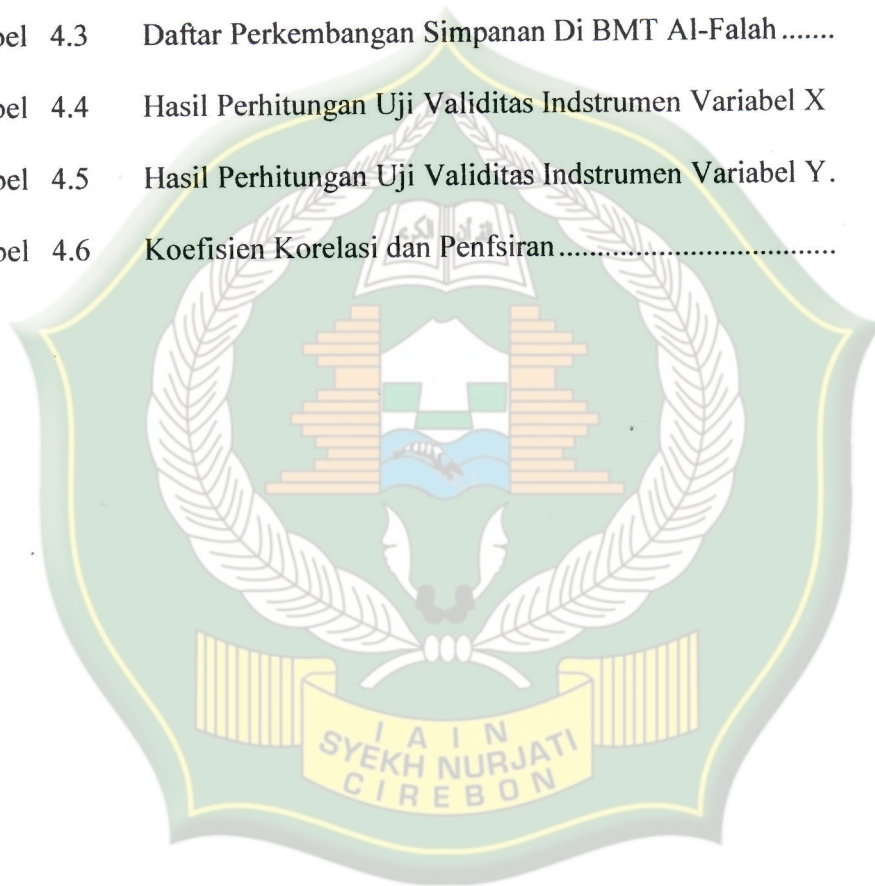 bel 4.3 Daftar Perkembangan Simpanan Di BMT Al-Falah .......
bel 4.4 Hasil Perhitungan Uji Validitas Indstrumen Variabel X
bel 4.5 Hasil Perhitungan Uji Validitas Indstrumen Variabel Y.
bel 4.6 Koefisien Korelasi dan Penfsiran ..................................
IAIN
SYEKH NURJATI
CIREBON